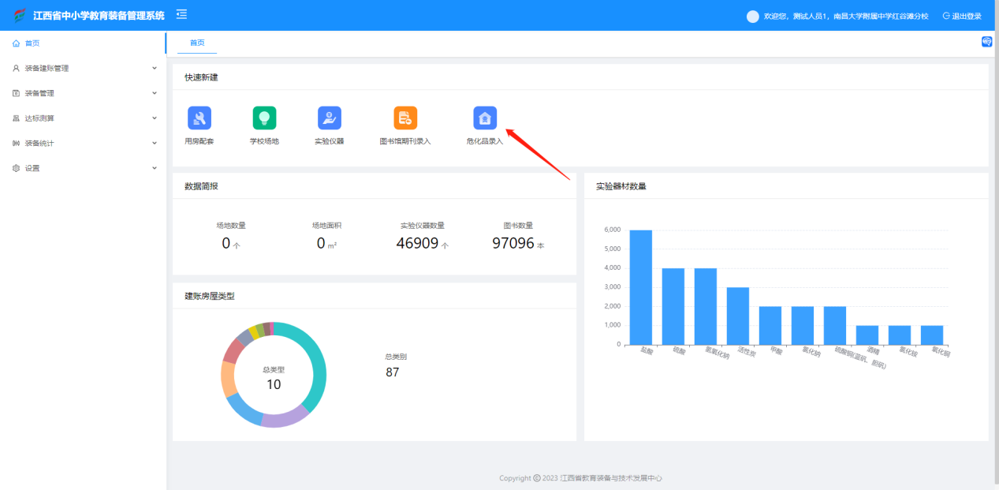 江西省中小学教育装备管理系统
欢迎您，测试人员1，南昌大学附属中学红谷滩分校
退出登录
首页
装备建账管理
装备管理
达标测算
装备统计
设置
首页
快速新建
用房配套
学校场地
实验仪器
图书馆期刊录入
危化品录入
数据简报
场地数量
0 个
场地面积
0 m²
实验仪器数量
46909 个
图书数量
97096 本
建账房屋类型
总类型
10
总类别
87
实验器材数量
6,000
5,000
4,000
3,000
2,000
1,000
0
盐酸
硫酸
氢氧化钠
活性炭
甲酸
氯化钠
硫酸铜(蓝矾、胆矾)
酒精
氯化铵
氧化铜
Copyright © 2023 江西省教育装备与技术发展中心